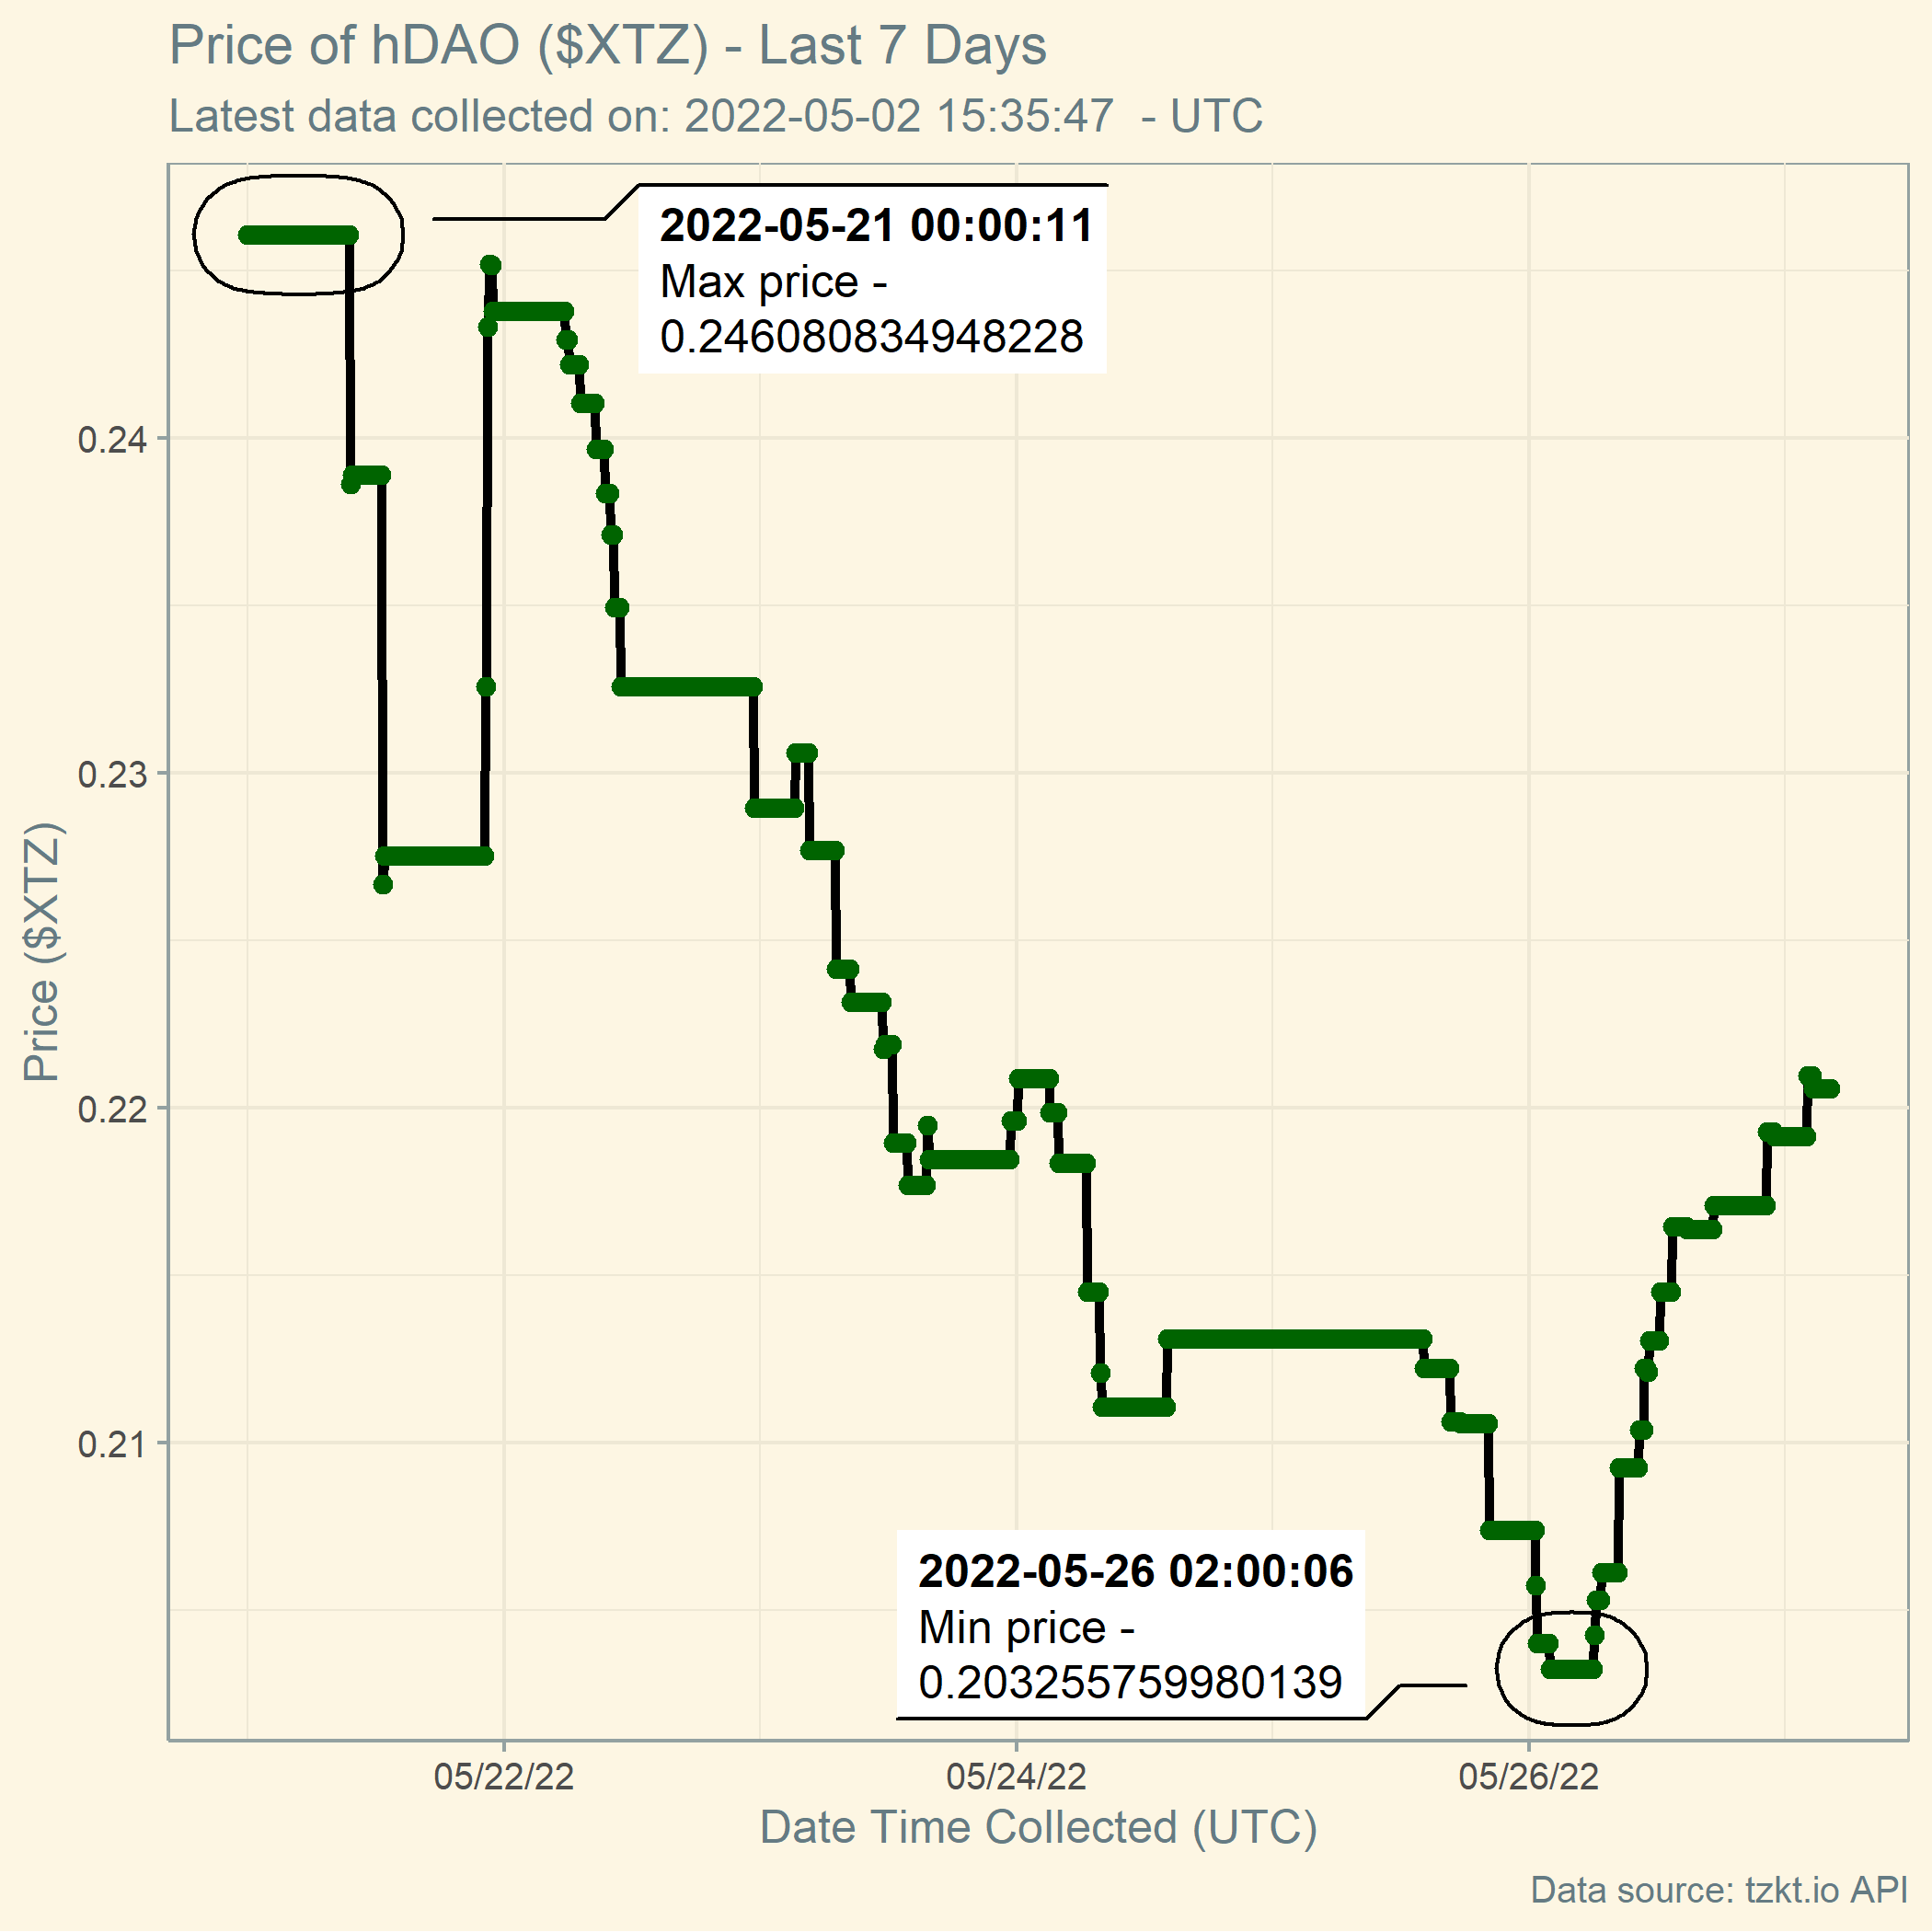 Price of hDAO ($XTZ) - Last 7 Days
Latest data collected on: 2022-05-02 15:35:47  - UTC
2022-05-21 00:00:11
Max price -
0.246080834948228
0.24
0.23
0.22
0.21
Price ($XTZ)
2022-05-26 02:00:06
Min price -
0.203255759980139
05/22/22
05/24/22
05/26/22
Date Time Collected (UTC)
Data source: tzkt.io API